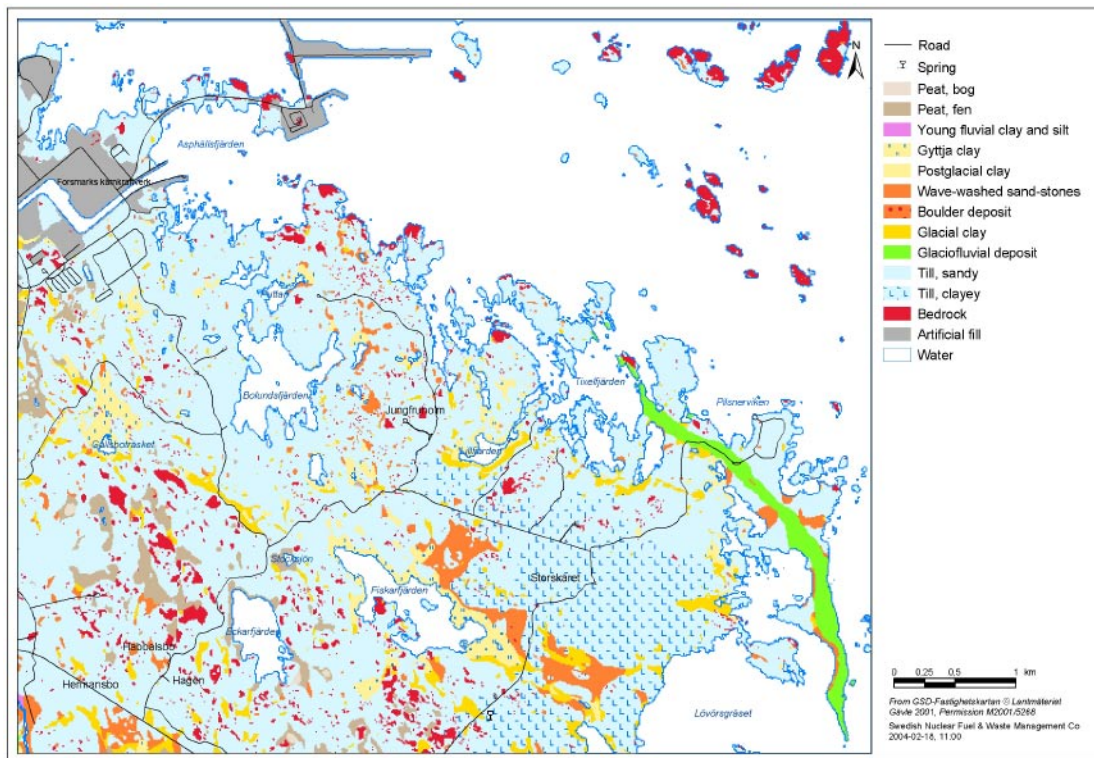 Asphällsfjärden
Forsmarks kärnkraftverk
Bolundsfjärden
Jungfruholm
Lillfjärden
Tixelfjärden
Pilsnerviken
Gällsboträsket
Stocksjön
Fiskarfjärden
Storskäret
Eckarfjärden
Habbalsbo
Hermansbo
Hagen
Lövörsgräset
N
Road
Spring
Peat, bog
Peat, fen
Young fluvial clay and silt
Gyttja clay
Postglacial clay
Wave-washed sand-stones
Boulder deposit
Glacial clay
Glaciofluvial deposit
Till, sandy
Till, clayey
Bedrock
Artificial fill
Water
0 0,25 0,5 1 km
From GSD-Fastighetskartan © Lantmäteriet
Gävle 2001, Permission M2001/5268
Swedish Nuclear Fuel & Waste Management Co
2004-02-18, 11:00